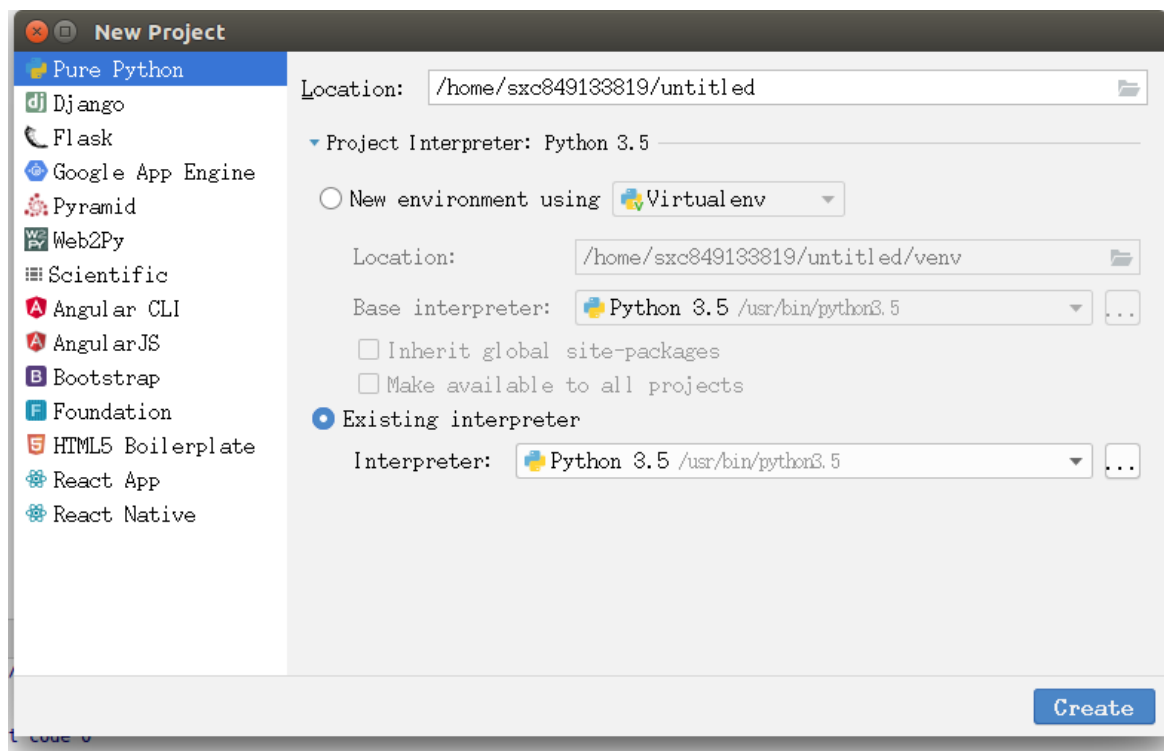 New Project
Pure Python
Django
Flask
Google App Engine
Pyramid
Web2Py
Scientific
Angular CLI
AngularJS
Bootstrap
Foundation
HTML5 Boilerplate
React App
React Native
Location: /home/sxc849133819/untitled
Project Interpreter: Python 3.5
New environment using Virtualenv
Location: /home/sxc849133819/untitled/venv
Base interpreter: Python 3.5 /usr/bin/python3.5 ...
Inherit global site-packages
Make available to all projects
Existing interpreter
Interpreter: Python 3.5 /usr/bin/python3.5 ...
Create